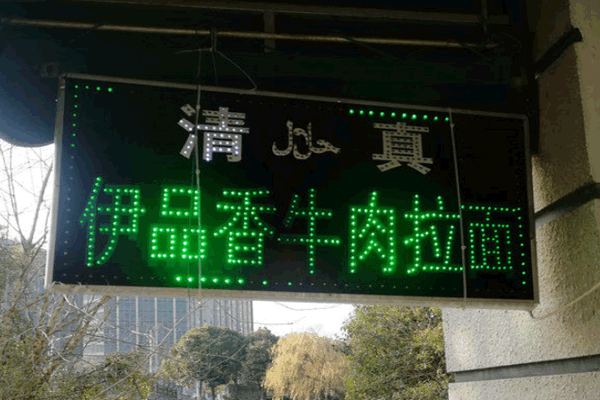 清 حلال 真
伊品香牛肉拉面